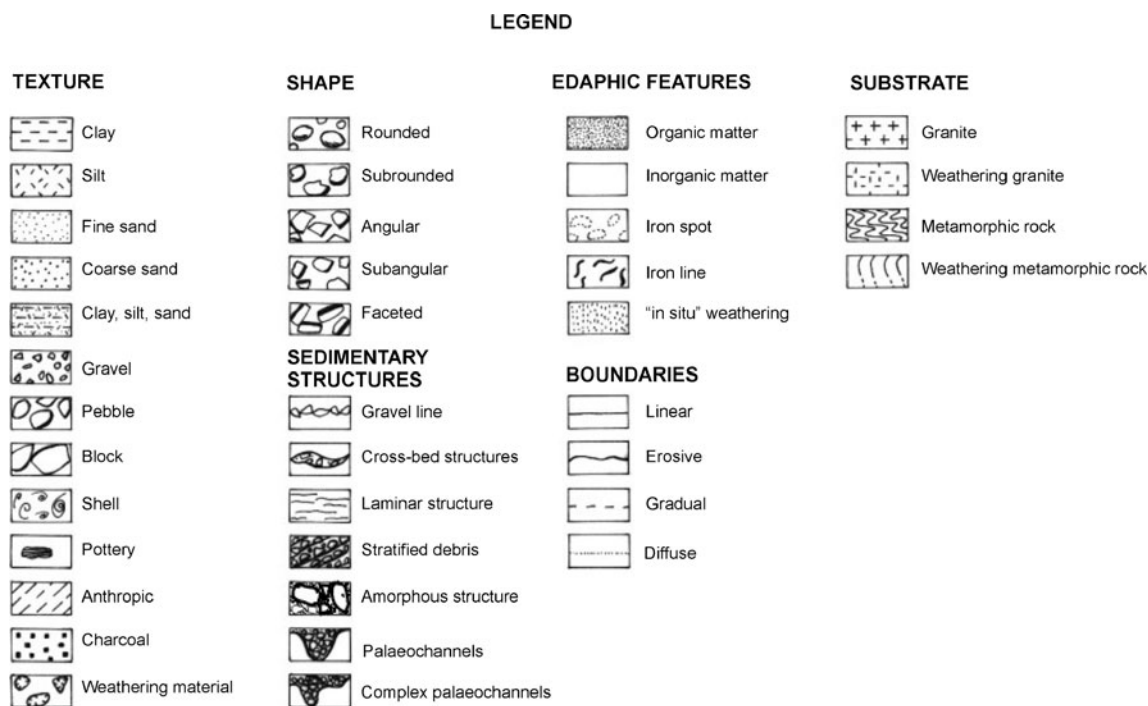 LEGEND
TEXTURE
Clay
Silt
Fine sand
Coarse sand
Clay, silt, sand
Gravel
Pebble
Block
Shell
Pottery
Anthropic
Charcoal
Weathering material
SHAPE
Rounded
Subrounded
Angular
Subangular
Faceted
SEDIMENTARY
STRUCTURES
Gravel line
Cross-bed structures
Laminar structure
Stratified debris
Amorphous structure
Palaeochannels
Complex palaeochannels
EDAPHIC FEATURES
Organic matter
Inorganic matter
Iron spot
Iron line
“in situ” weathering
BOUNDARIES
Linear
Erosive
Gradual
Diffuse
SUBSTRATE
Granite
Weathering granite
Metamorphic rock
Weathering metamorphic rock